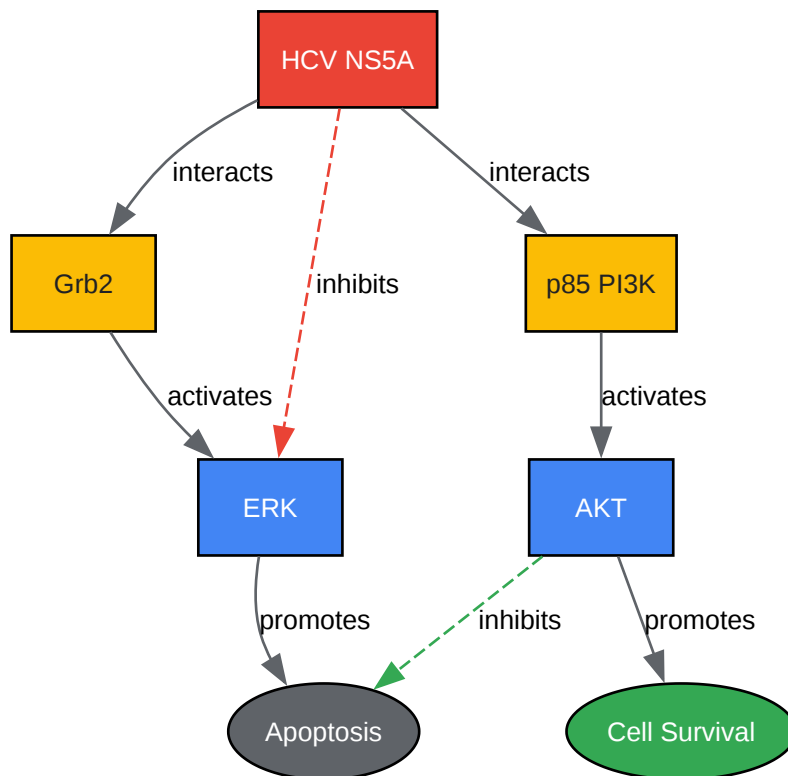 HCV NS5A
interacts
interacts
Grb2
inhibits
p85 PI3K
activates
activates
ERK
AKT
promotes
inhibits
promotes
Apoptosis
Cell Survival